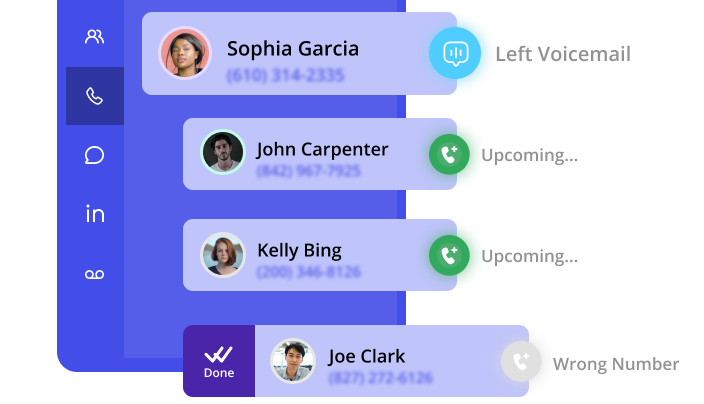 Sophia Garcia
(610) 314-2335
Left Voicemail
John Carpenter
(842) 967-7925
Upcoming...
in
Kelly Bing
(200) 346-8126
Upcoming...
Joe Clark
(827) 272-6126
Done
Wrong Number